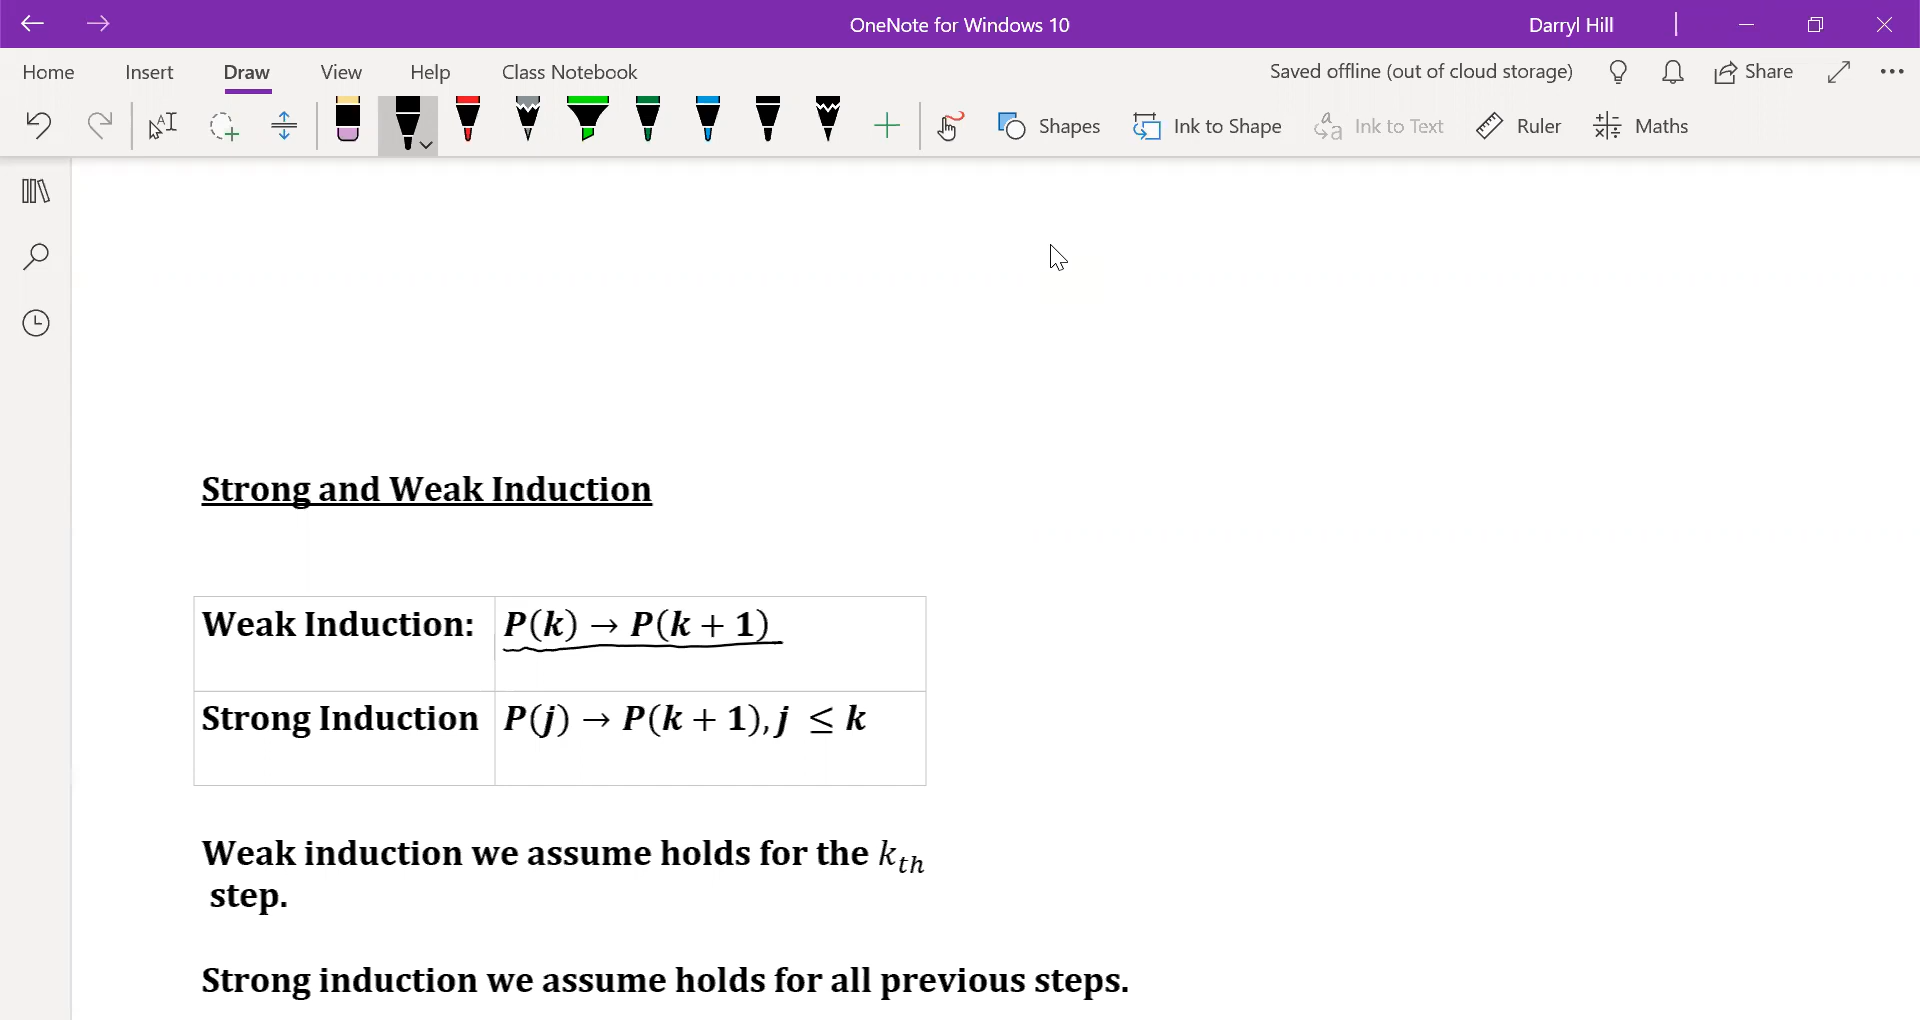 OneNote for Windows 10
Darryl Hill
Home Insert Draw View Help Class Notebook
Saved offline (out of cloud storage) Share
Shapes Ink to Shape Ink to Text Ruler Maths
Strong and Weak Induction
Weak Induction: P(k) → P(k + 1)
Strong Induction P(j) → P(k + 1), j ≤ k
Weak induction we assume holds for the k_th
step.
Strong induction we assume holds for all previous steps.